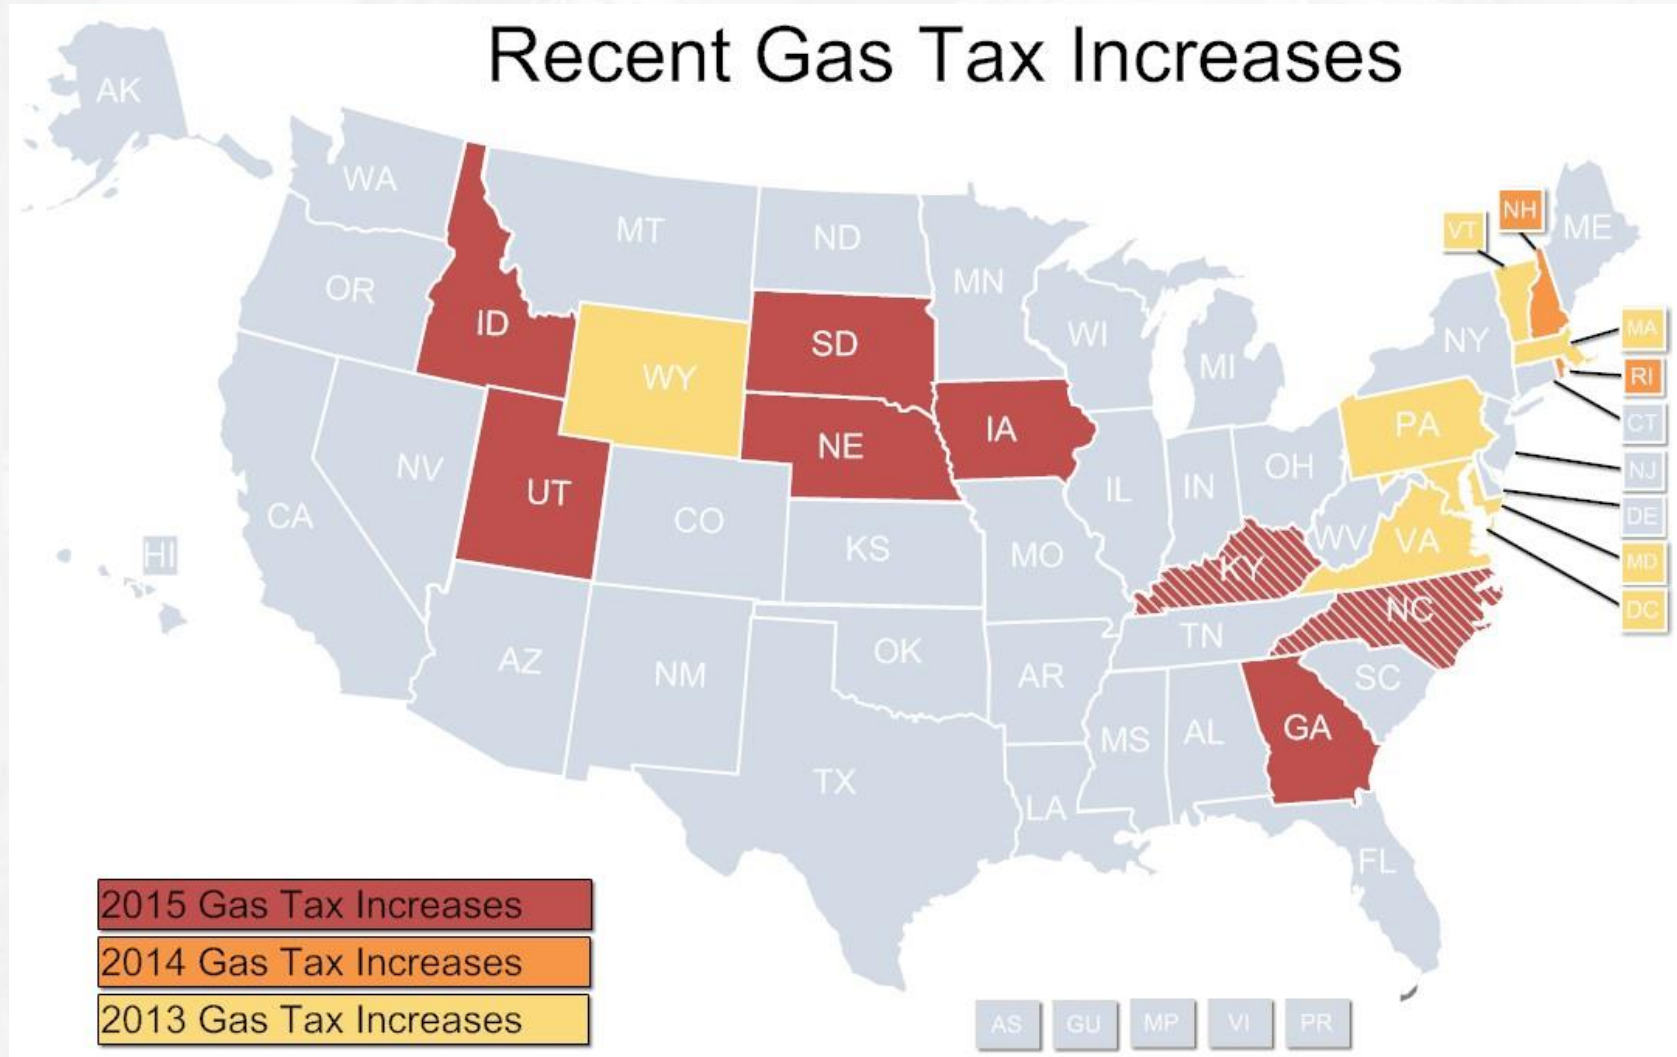 Recent Gas Tax Increases
AK
WA
MT
ND
MN
OR
ID
WY
SD
WI
MI
NY
VT
NH
ME
MA
RI
CT
NJ
DE
MD
DC
PA
IA
NE
NV
UT
CO
CA
KS
MO
IL
IN
OH
WV
VA
KY
NC
TN
SC
HI
AZ
NM
OK
AR
MS
AL
GA
TX
LA
FL
2015 Gas Tax Increases
2014 Gas Tax Increases
2013 Gas Tax Increases
AS
GU
MP
VI
PR